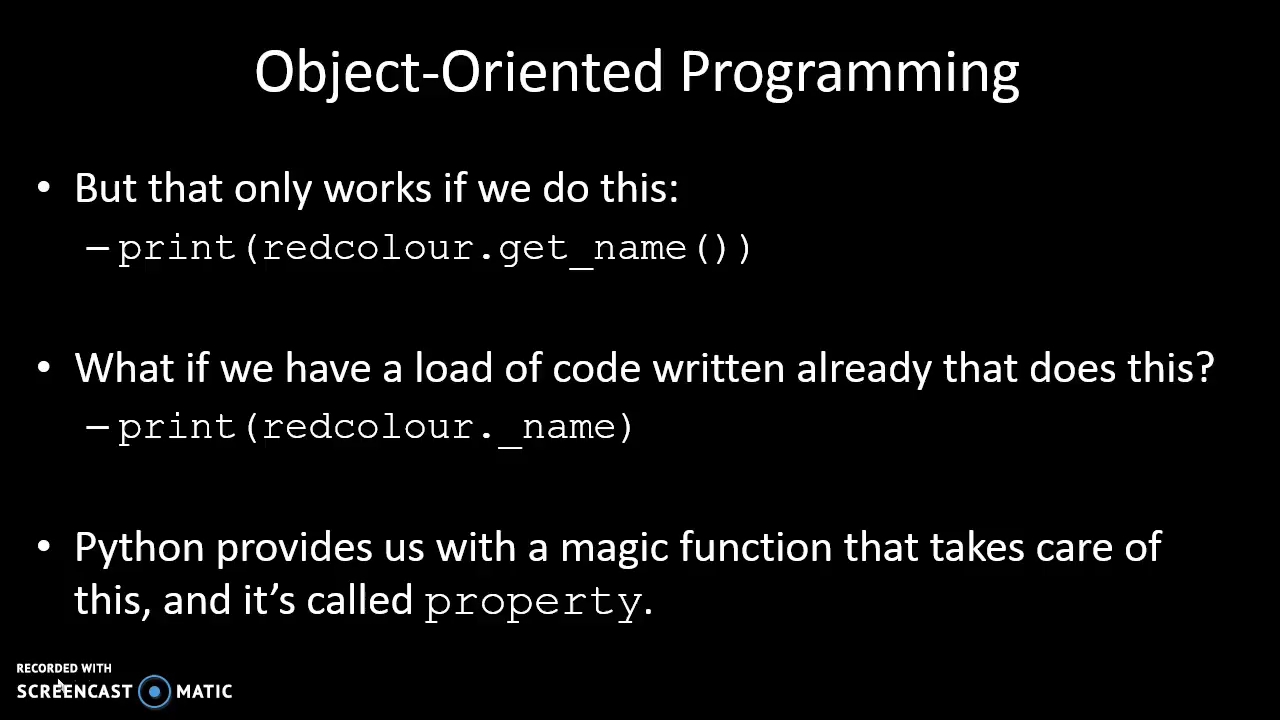 Object-Oriented Programming
• But that only works if we do this:
– print(redcolour.get_name())
• What if we have a load of code written already that does this?
– print(redcolour._name)
• Python provides us with a magic function that takes care of
this, and it’s called property.
RECORDED WITH
SCREENCAST MATIC